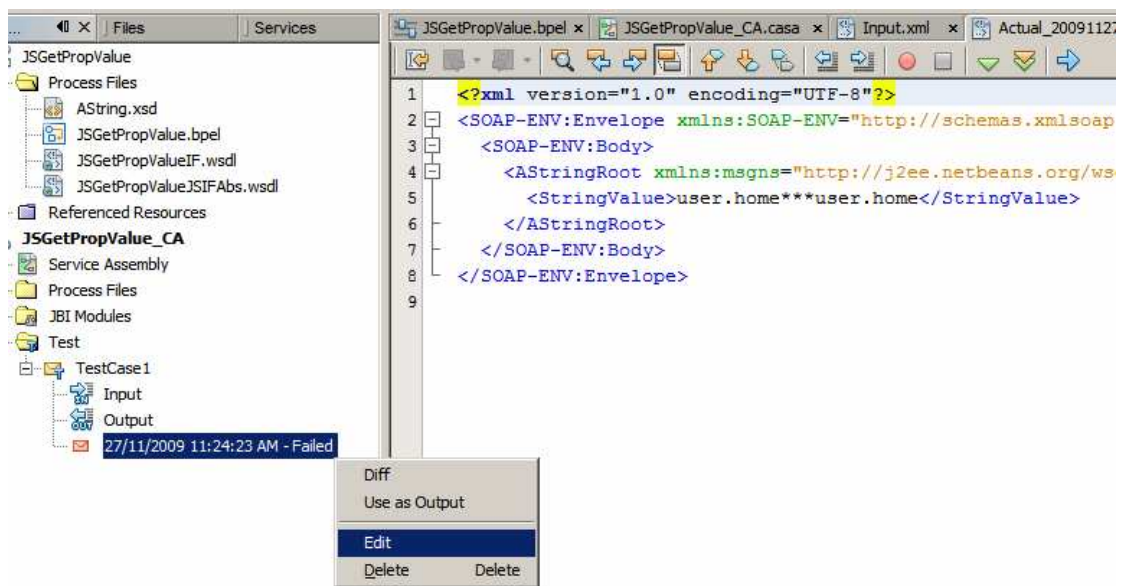 ... Files Services
JSGetPropValue
Process Files
AString.xsd
JSGetPropValue.bpel
JSGetPropValueIF.wsdl
JSGetPropValueJSIFAbs.wsdl
Referenced Resources
JSGetPropValue_CA
Service Assembly
Process Files
JBI Modules
Test
TestCase1
Input
Output
27/11/2009 11:24:23 AM - Failed
JSGetPropValue.bpel x JSGetPropValue_CA.casa x Input.xml x Actual_20091127
1 <?xml version="1.0" encoding="UTF-8"?>
2 <SOAP-ENV:Envelope xmlns:SOAP-ENV="http://schemas.xmlsoap
3 <SOAP-ENV:Body>
4 <AStringRoot xmlns:msgns="http://j2ee.netbeans.org/ws
5 <StringValue>user.home***user.home</StringValue>
6 </AStringRoot>
7 </SOAP-ENV:Body>
8 </SOAP-ENV:Envelope>
9
Diff
Use as Output
Edit
Delete Delete